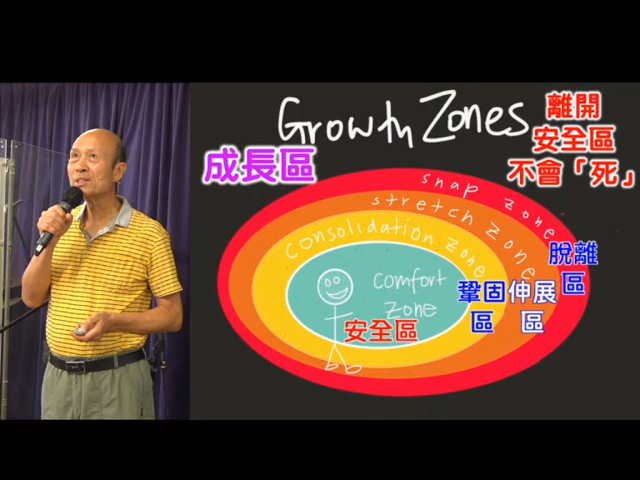 Growth Zones
離開
安全區
不會「死」
成長區
snap zone
stretch zone
consolidation zone
comfort
zone
安全區
鞏固
區
伸展
區
脫離
區